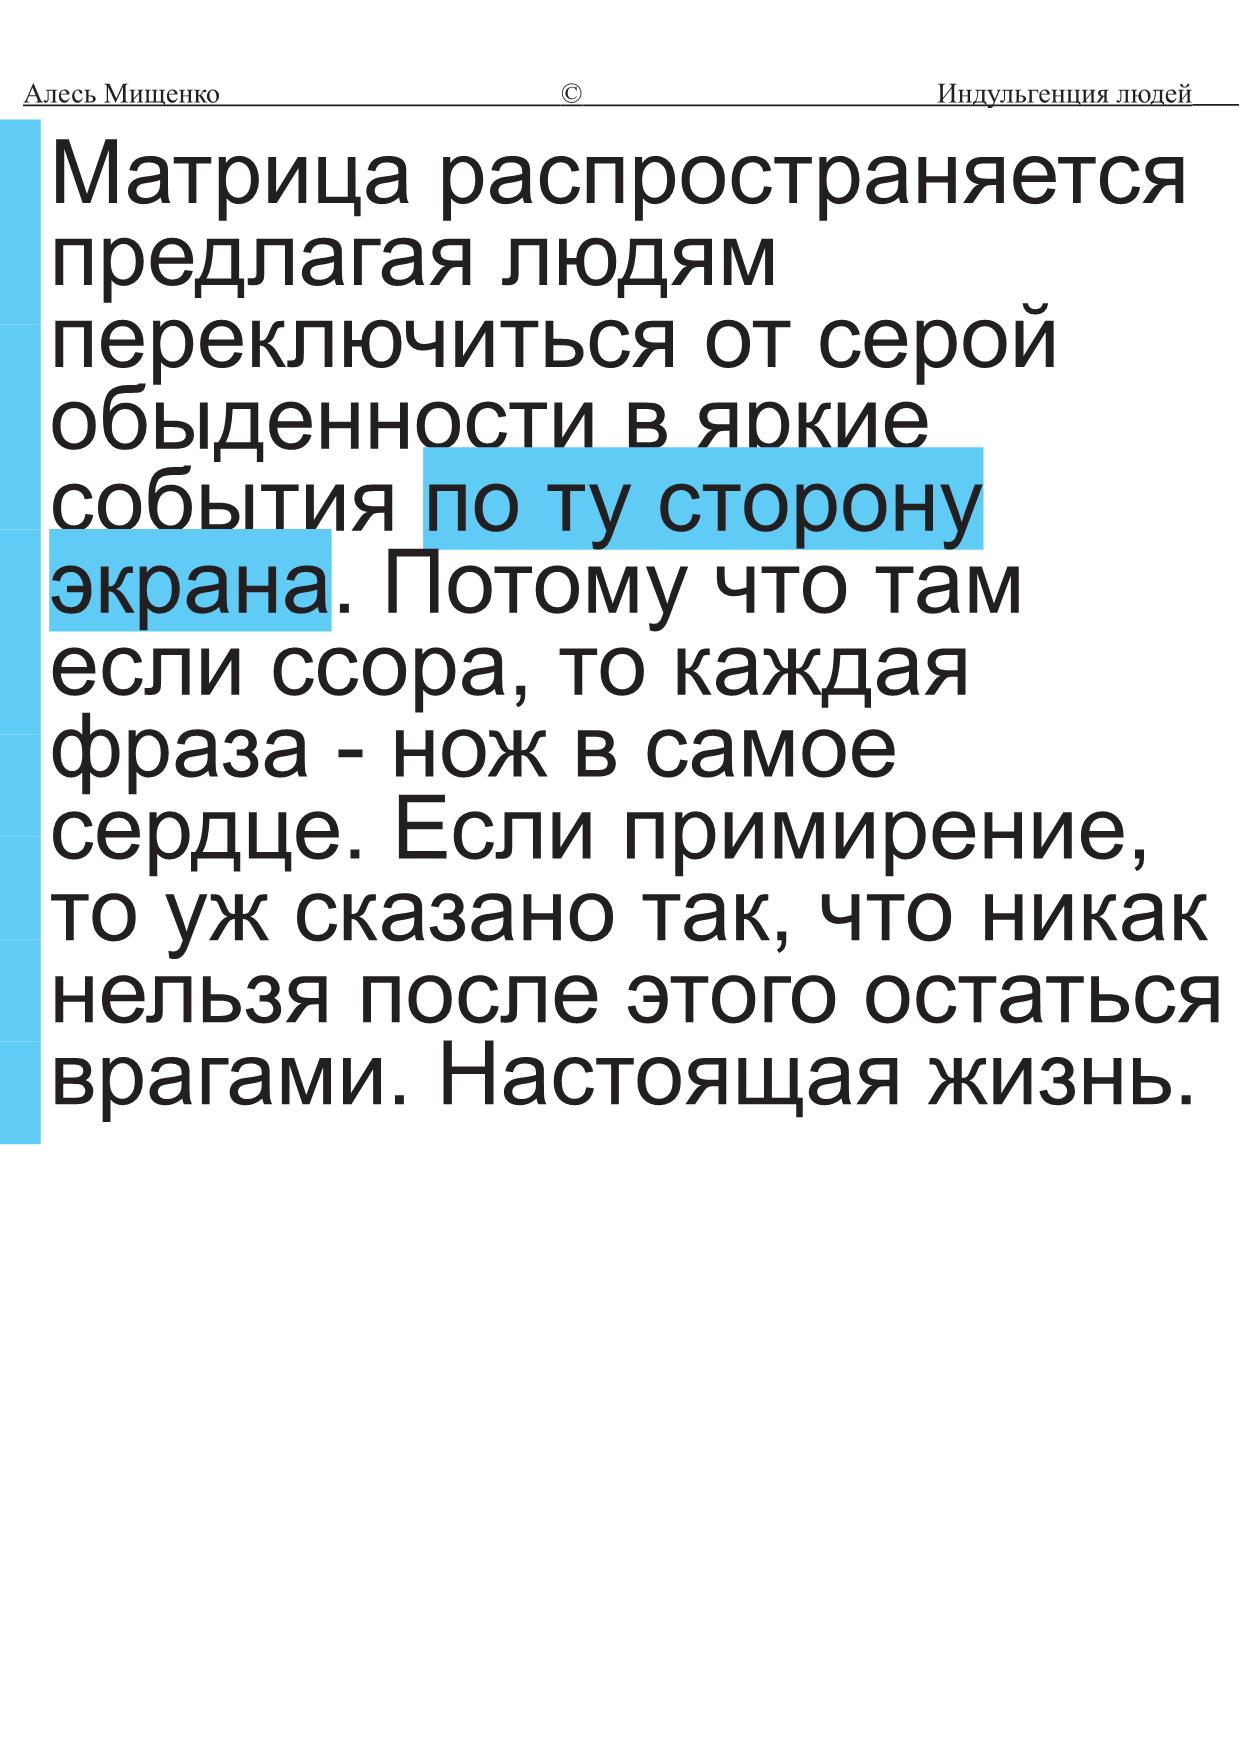 Алесь Мищенко © Индульгенция людей
Матрица распространяется
предлагая людям
переключиться от серой
обыденности в яркие
события по ту сторону
экрана. Потому что там
если ссора, то каждая
фраза - нож в самое
сердце. Если примирение,
то уж сказано так, что никак
нельзя после этого остаться
врагами. Настоящая жизнь.